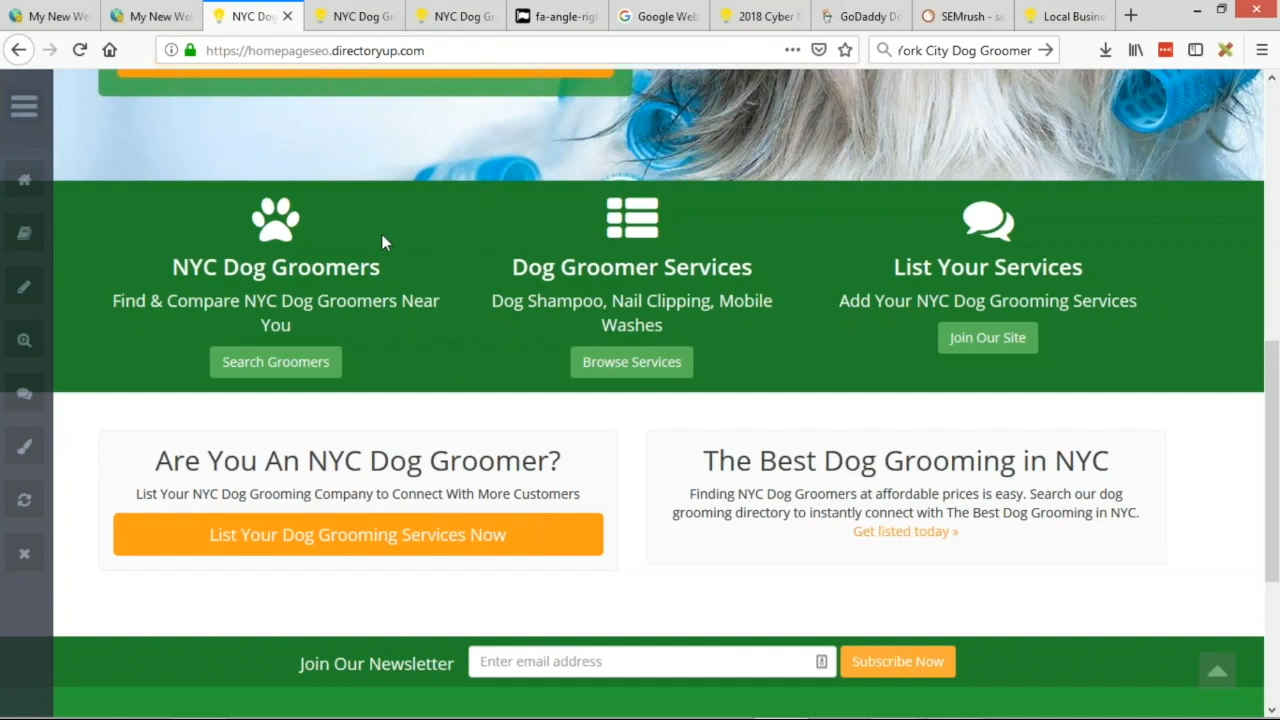 My New We
My New We
NYC Dog
NYC Dog Gr
NYC Dog Gr
fa-angle-rig
Google Web
2018 Cyber
GoDaddy Do
SEMrush - se
Local Busine
https://homepageseo.directoryup.com
York City Dog Groomer
NYC Dog Groomers
Find & Compare NYC Dog Groomers Near
You
Search Groomers
Dog Groomer Services
Dog Shampoo, Nail Clipping, Mobile
Washes
Browse Services
List Your Services
Add Your NYC Dog Grooming Services
Join Our Site
Are You An NYC Dog Groomer?
List Your NYC Dog Grooming Company to Connect With More Customers
List Your Dog Grooming Services Now
The Best Dog Grooming in NYC
Finding NYC Dog Groomers at affordable prices is easy. Search our dog
grooming directory to instantly connect with The Best Dog Grooming in NYC.
Get listed today »
Join Our Newsletter
Enter email address
Subscribe Now